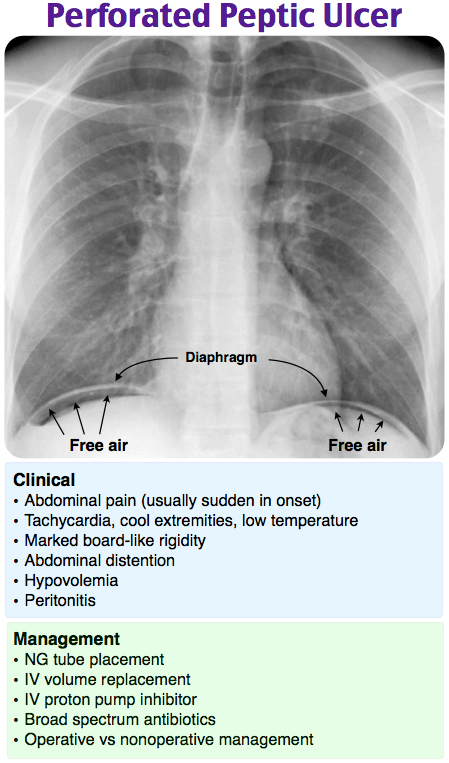 Perforated Peptic Ulcer
Diaphragm
Free air
Free air
Clinical
• Abdominal pain (usually sudden in onset)
• Tachycardia, cool extremities, low temperature
• Marked board-like rigidity
• Abdominal distention
• Hypovolemia
• Peritonitis
Management
• NG tube placement
• IV volume replacement
• IV proton pump inhibitor
• Broad spectrum antibiotics
• Operative vs nonoperative management